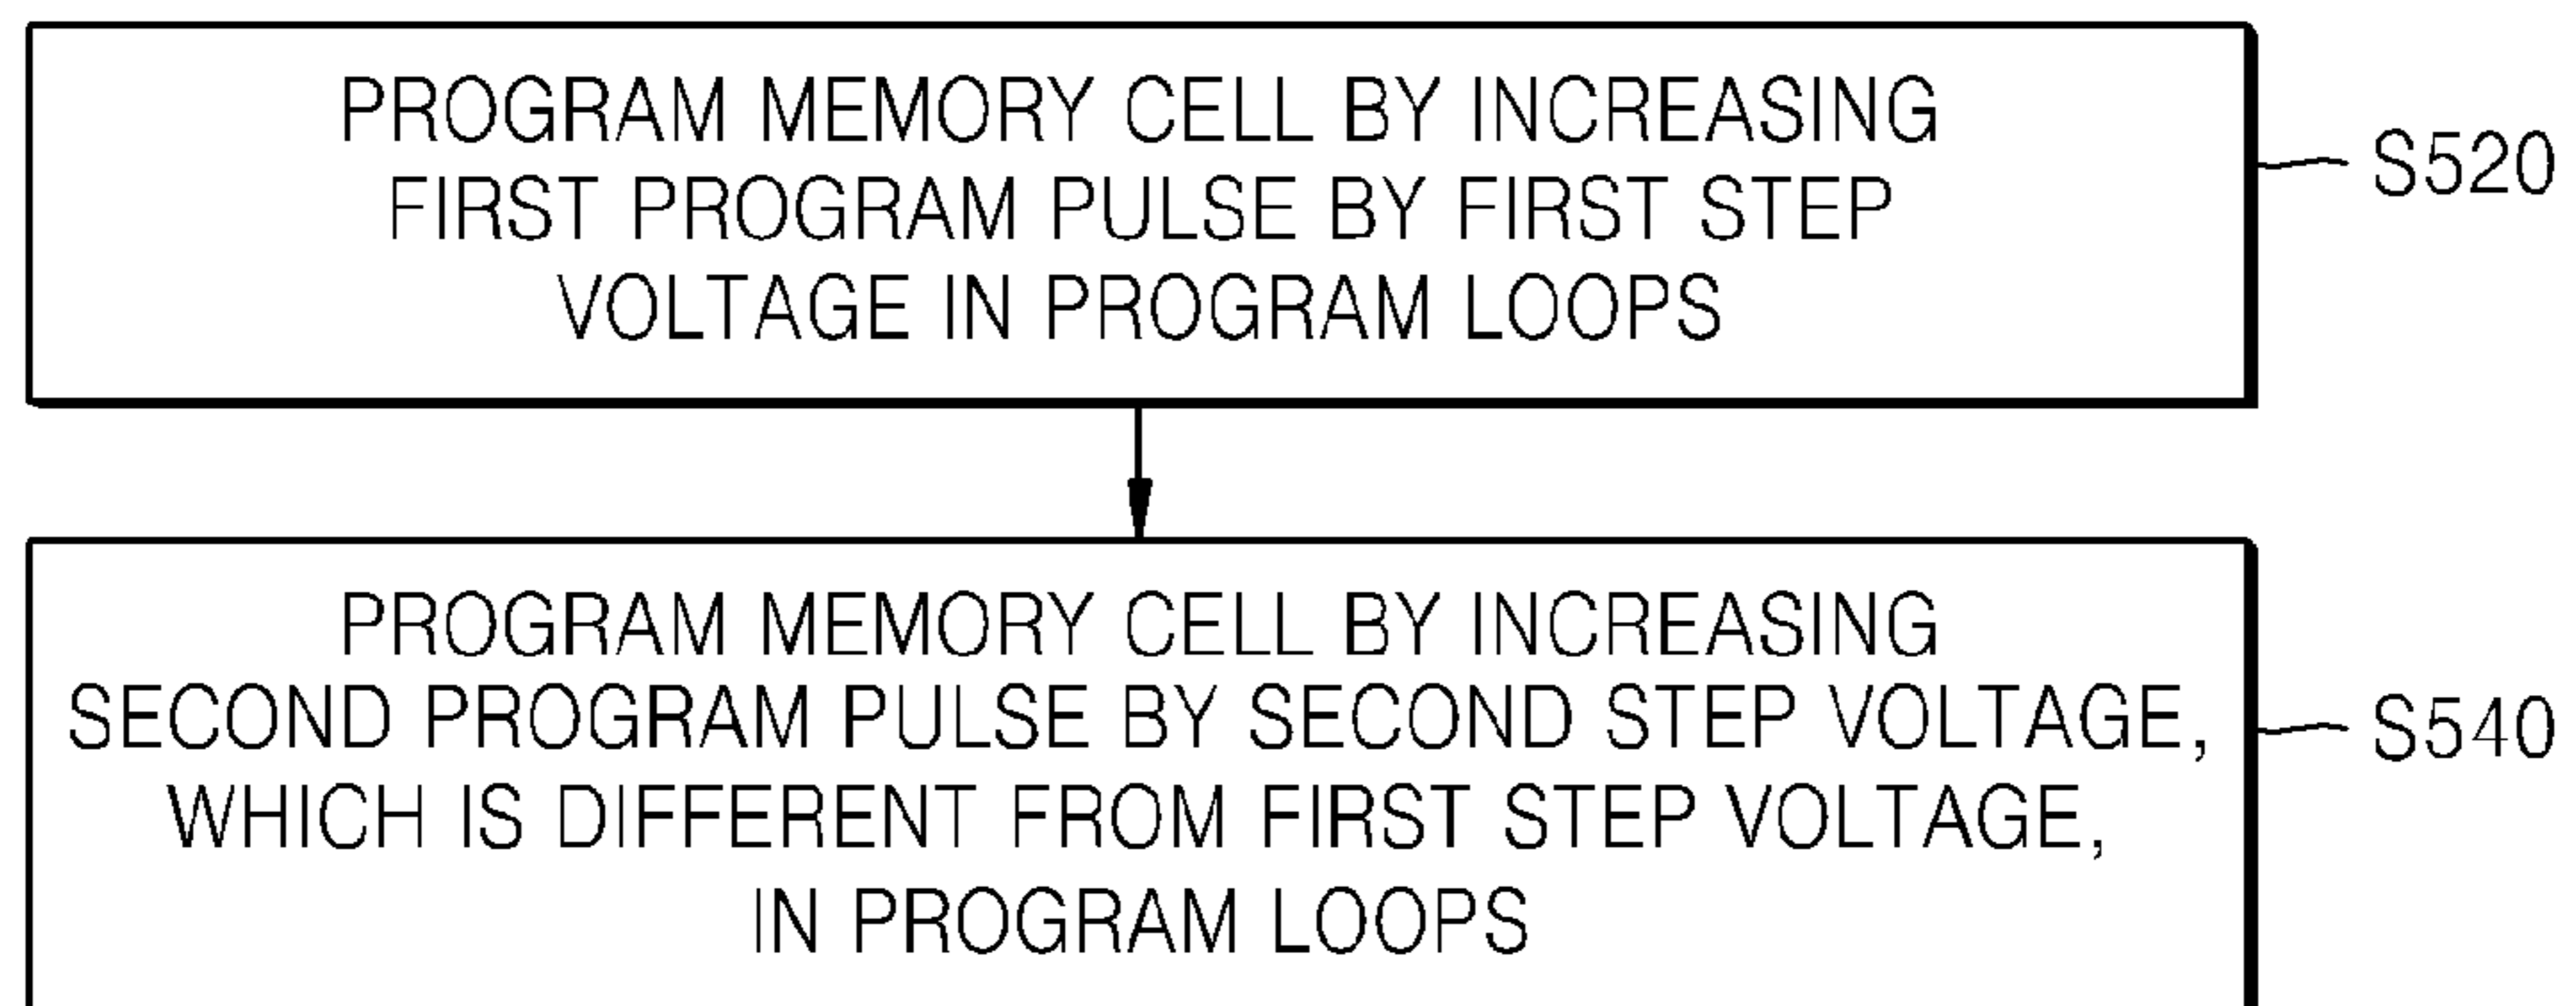 PROGRAM MEMORY CELL BY INCREASING
FIRST PROGRAM PULSE BY FIRST STEP
VOLTAGE IN PROGRAM LOOPS
S520
PROGRAM MEMORY CELL BY INCREASING
SECOND PROGRAM PULSE BY SECOND STEP VOLTAGE,
WHICH IS DIFFERENT FROM FIRST STEP VOLTAGE,
IN PROGRAM LOOPS
S540